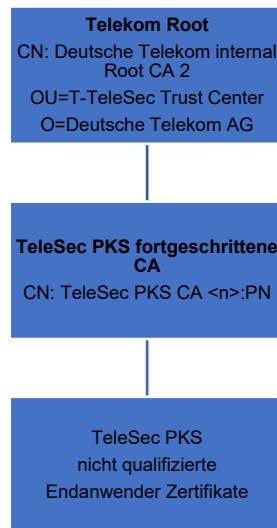 Telekom Root
CN: Deutsche Telekom internal
Root CA 2
OU=T-TeleSec Trust Center
O=Deutsche Telekom AG
TeleSec PKS fortgeschrittene
CA
CN: TeleSec PKS CA <n>:PN
TeleSec PKS
nicht qualifizierte
Endanwender Zertifikate